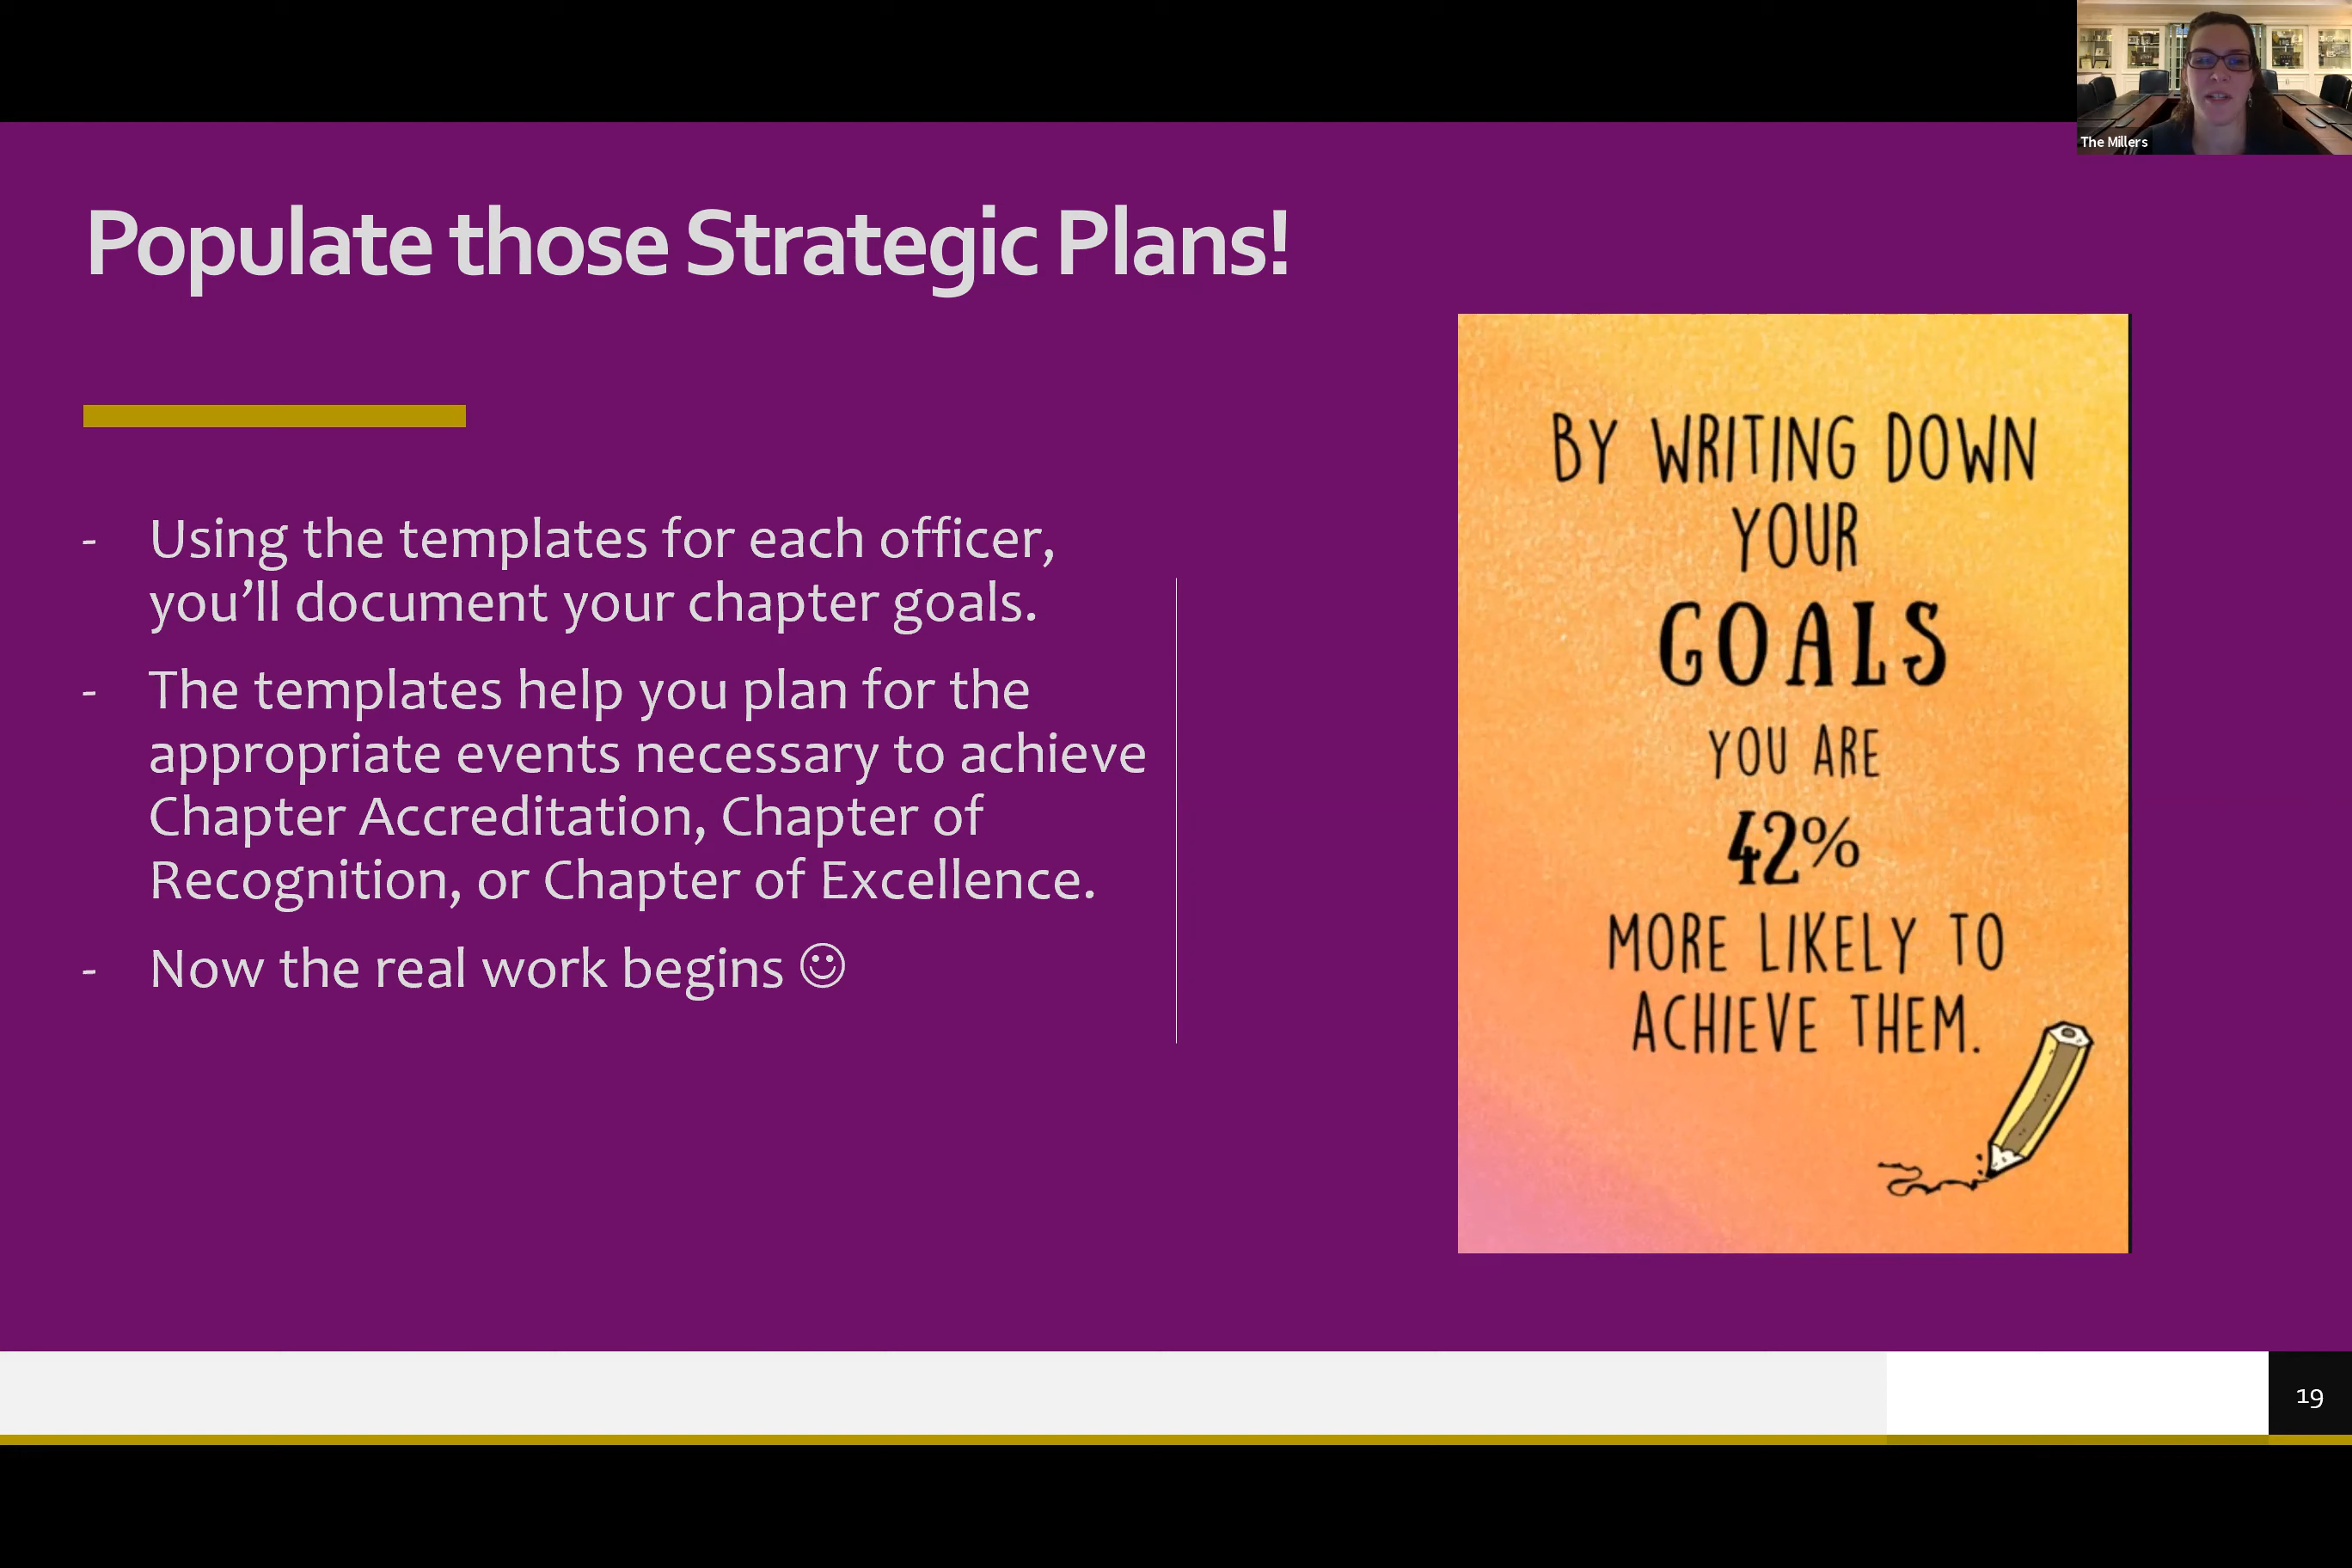 The Millers
Populate those Strategic Plans!
- Using the templates for each officer,
you’ll document your chapter goals.
- The templates help you plan for the
appropriate events necessary to achieve
Chapter Accreditation, Chapter of
Recognition, or Chapter of Excellence.
- Now the real work begins ☺
BY WRITING DOWN
YOUR
GOALS
YOU ARE
42%
MORE LIKELY TO
ACHIEVE THEM.
19